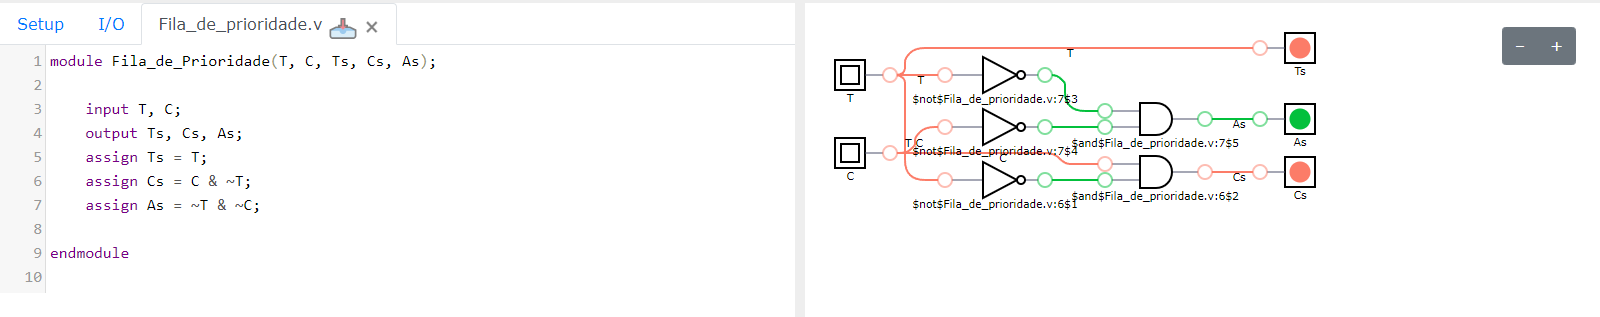 Setup I/O Fila_de_prioridade.v ×
1 module Fila_de_Prioridade(T, C, Ts, Cs, As);
2
3 input T, C;
4 output Ts, Cs, As;
5 assign Ts = T;
6 assign Cs = C & ~T;
7 assign As = ~T & ~C;
8
9 endmodule
10
− +
T
Ts
T
T
$not$Fila_de_prioridade.v:7$3
As
$and$Fila_de_prioridade.v:7$5
As
T C
$not$Fila_de_prioridade.v:7$4
C
C
Cs
$and$Fila_de_prioridade.v:6$2
Cs
$not$Fila_de_prioridade.v:6$1